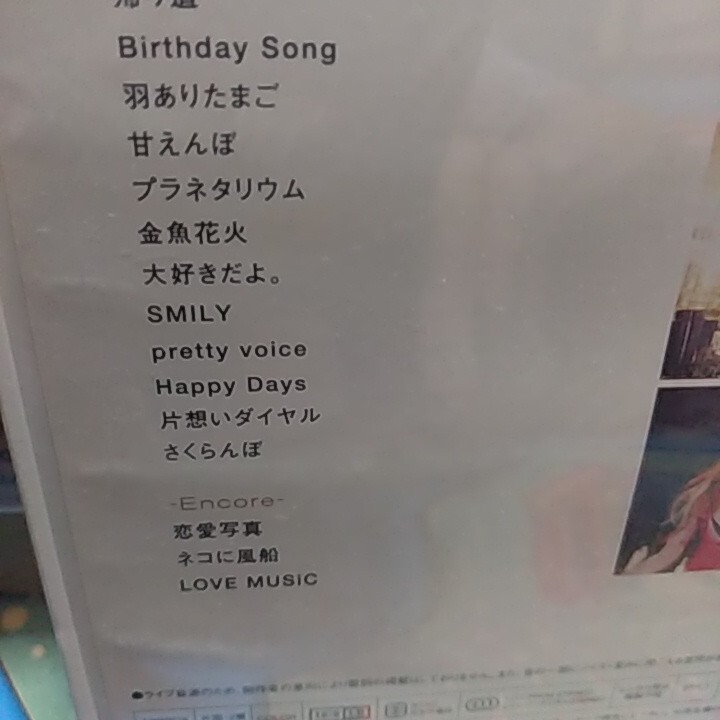 帰り道
Birthday Song
羽ありたまご
甘えんぼ
プラネタリウム
金魚花火
大好きだよ。
SMILY
pretty voice
Happy Days
片想いダイヤル
さくらんぼ
-Encore-
恋愛写真
ネコに風船
LOVE MUSiC